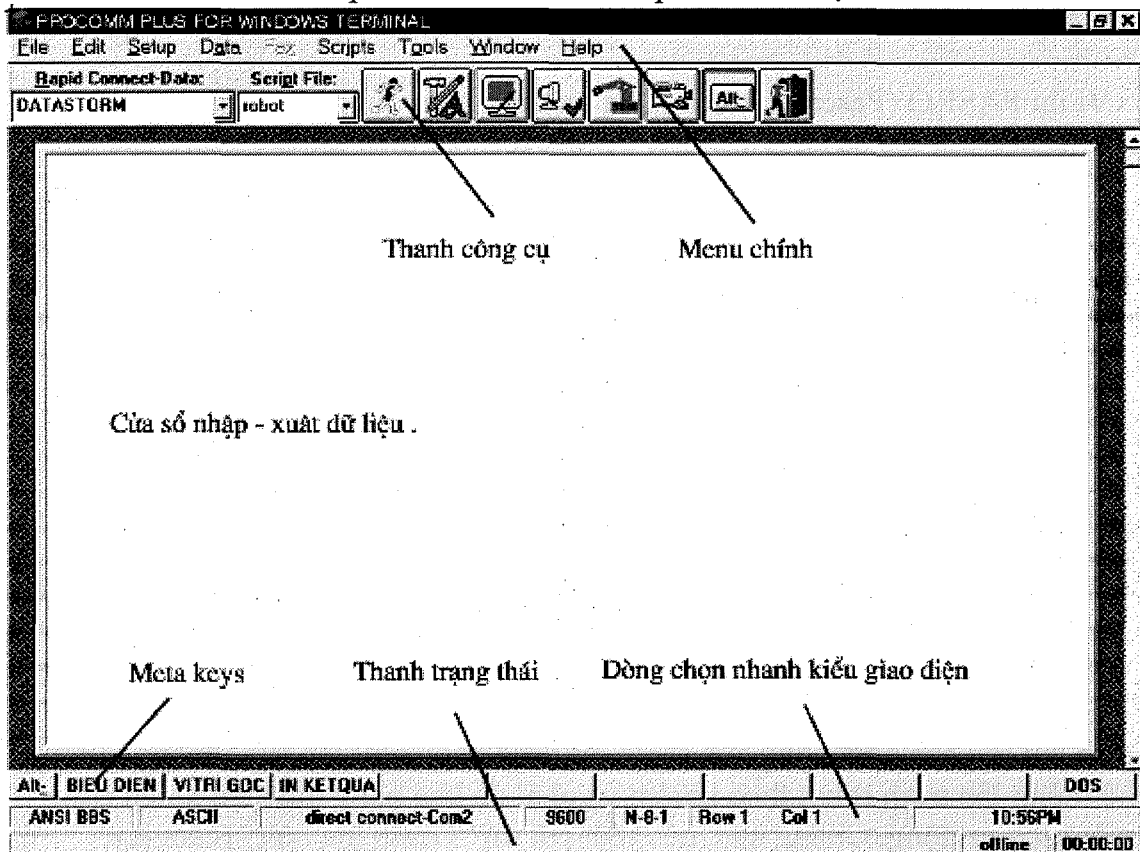 PROCOMM PLUS FOR WINDOWS TERMINAL
File Edit Setup Data Fax Scripts Tools Window Help
Rapid Connect-Data: Script File:
DATASTORM robot Alt-
Thanh công cụ Menu chính
Cửa sổ nhập - xuât dữ liệu .
Meta keys Thanh trạng thái Dòng chọn nhanh kiểu giao diện
Alt- BIEU DIEN VITRI GOC IN KETQUA DOS
ANSI BBS ASCII direct connect-Com2 9600 N-8-1 Row 1 Col 1 10:56PM
offline 00:00:00